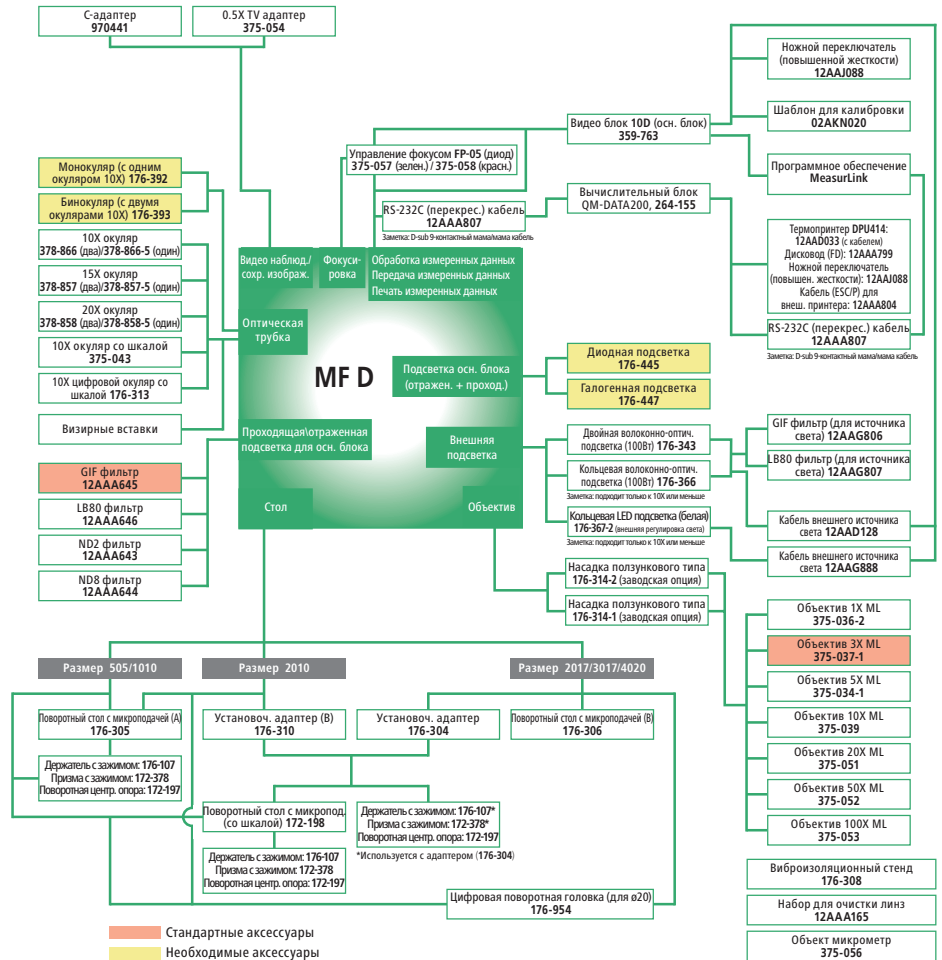 С-адаптер
970441
0.5X TV адаптер
375-054
Ножной переключатель
(повышенной жесткости)
12AAJ088
Шаблон для калибровки
02AKN020
Видео блок 10D (осн. блок)
359-763
Управление фокусом FP-05 (диод)
375-057 (зелен.) / 375-058 (красн.)
Программное обеспечение
MeasurLink
Монокуляр (с одним
окуляром 10X) 176-392
Бинокуляр (с двумя
окулярами 10X) 176-393
RS-232C (перекрес.) кабель
12AAA807
Заметка: D-sub 9-контактный мама/мама кабель
Вычислительный блок
QM-DATA200, 264-155
Термопринтер DPU414:
12AAD033 (с кабелем)
Дисковод (FD): 12AAA799
Ножной переключатель
(повышен. жесткости): 12AAJ088
Кабель (ESC/P) для
внеш. принтера: 12AAA804
10X окуляр
378-866 (два)/378-866-5 (один)
15X окуляр
378-857 (два)/378-857-5 (один)
20X окуляр
378-858 (два)/378-858-5 (один)
10X окуляр со шкалой
375-043
10X цифровой окуляр со
шкалой 176-313
Визирные вставки
Видео наблюд./
сохр. изображ.
Фокуси-
ровка
Обработка измеренных данных
Передача измеренных данных
Печать измеренных данных
Оптическая
трубка
MF D
Подсветка осн. блока
(отражен. + проход.)
Проходящая\отраженная
подсветка для осн. блока
Внешняя
подсветка
Стол
Объектив
RS-232C (перекрес.) кабель
12AAA807
Заметка: D-sub 9-контактный мама/мама кабель
Диодная подсветка
176-445
Галогенная подсветка
176-447
GIF фильтр
12AAA645
LB80 фильтр
12AAA646
ND2 фильтр
12AAA643
ND8 фильтр
12AAA644
Двойная волоконно-оптич.
подсветка (100Вт) 176-343
Кольцевая волоконно-оптич.
подсветка (100Вт) 176-366
Заметка: подходит только к 10X или меньше
Кольцевая LED подсветка (белая)
176-367-2 (внешняя регулировка света)
Заметка: подходит только к 10X или меньше
GIF фильтр (для источника
света) 12AAG806
LB80 фильтр (для источника
света) 12AAG807
Кабель внешнего источника
света 12AAD128
Кабель внешнего источника
света 12AAG888
Насадка ползункового типа
176-314-2 (заводская опция)
Насадка ползункового типа
176-314-1 (заводская опция)
Объектив 1X ML
375-036-2
Объектив 3X ML
375-037-1
Объектив 5X ML
375-034-1
Объектив 10X ML
375-039
Объектив 20X ML
375-051
Объектив 50X ML
375-052
Объектив 100X ML
375-053
Размер 505/1010
Размер 2010
Размер 2017/3017/4020
Поворотный стол с микроподачей (A)
176-305
Установоч. адаптер (B)
176-310
Установоч. адаптер
176-304
Поворотный стол с микроподачей (B)
176-306
Держатель с зажимом: 176-107
Призма с зажимом: 172-378
Поворотная центр. опора: 172-197
Поворотный стол с микропод.
(со шкалой) 172-198
Держатель с зажимом: 176-107*
Призма с зажимом: 172-378*
Поворотная центр. опора: 172-197
*Используется с адаптером (176-304)
Держатель с зажимом: 176-107
Призма с зажимом: 172-378
Поворотная центр. опора: 172-197
Цифровая поворотная головка (для ø20)
176-954
Виброизоляционный стенд
176-308
Набор для очистки линз
12AAA165
Объект микрометр
375-056
Стандартные аксессуары
Необходимые аксессуары